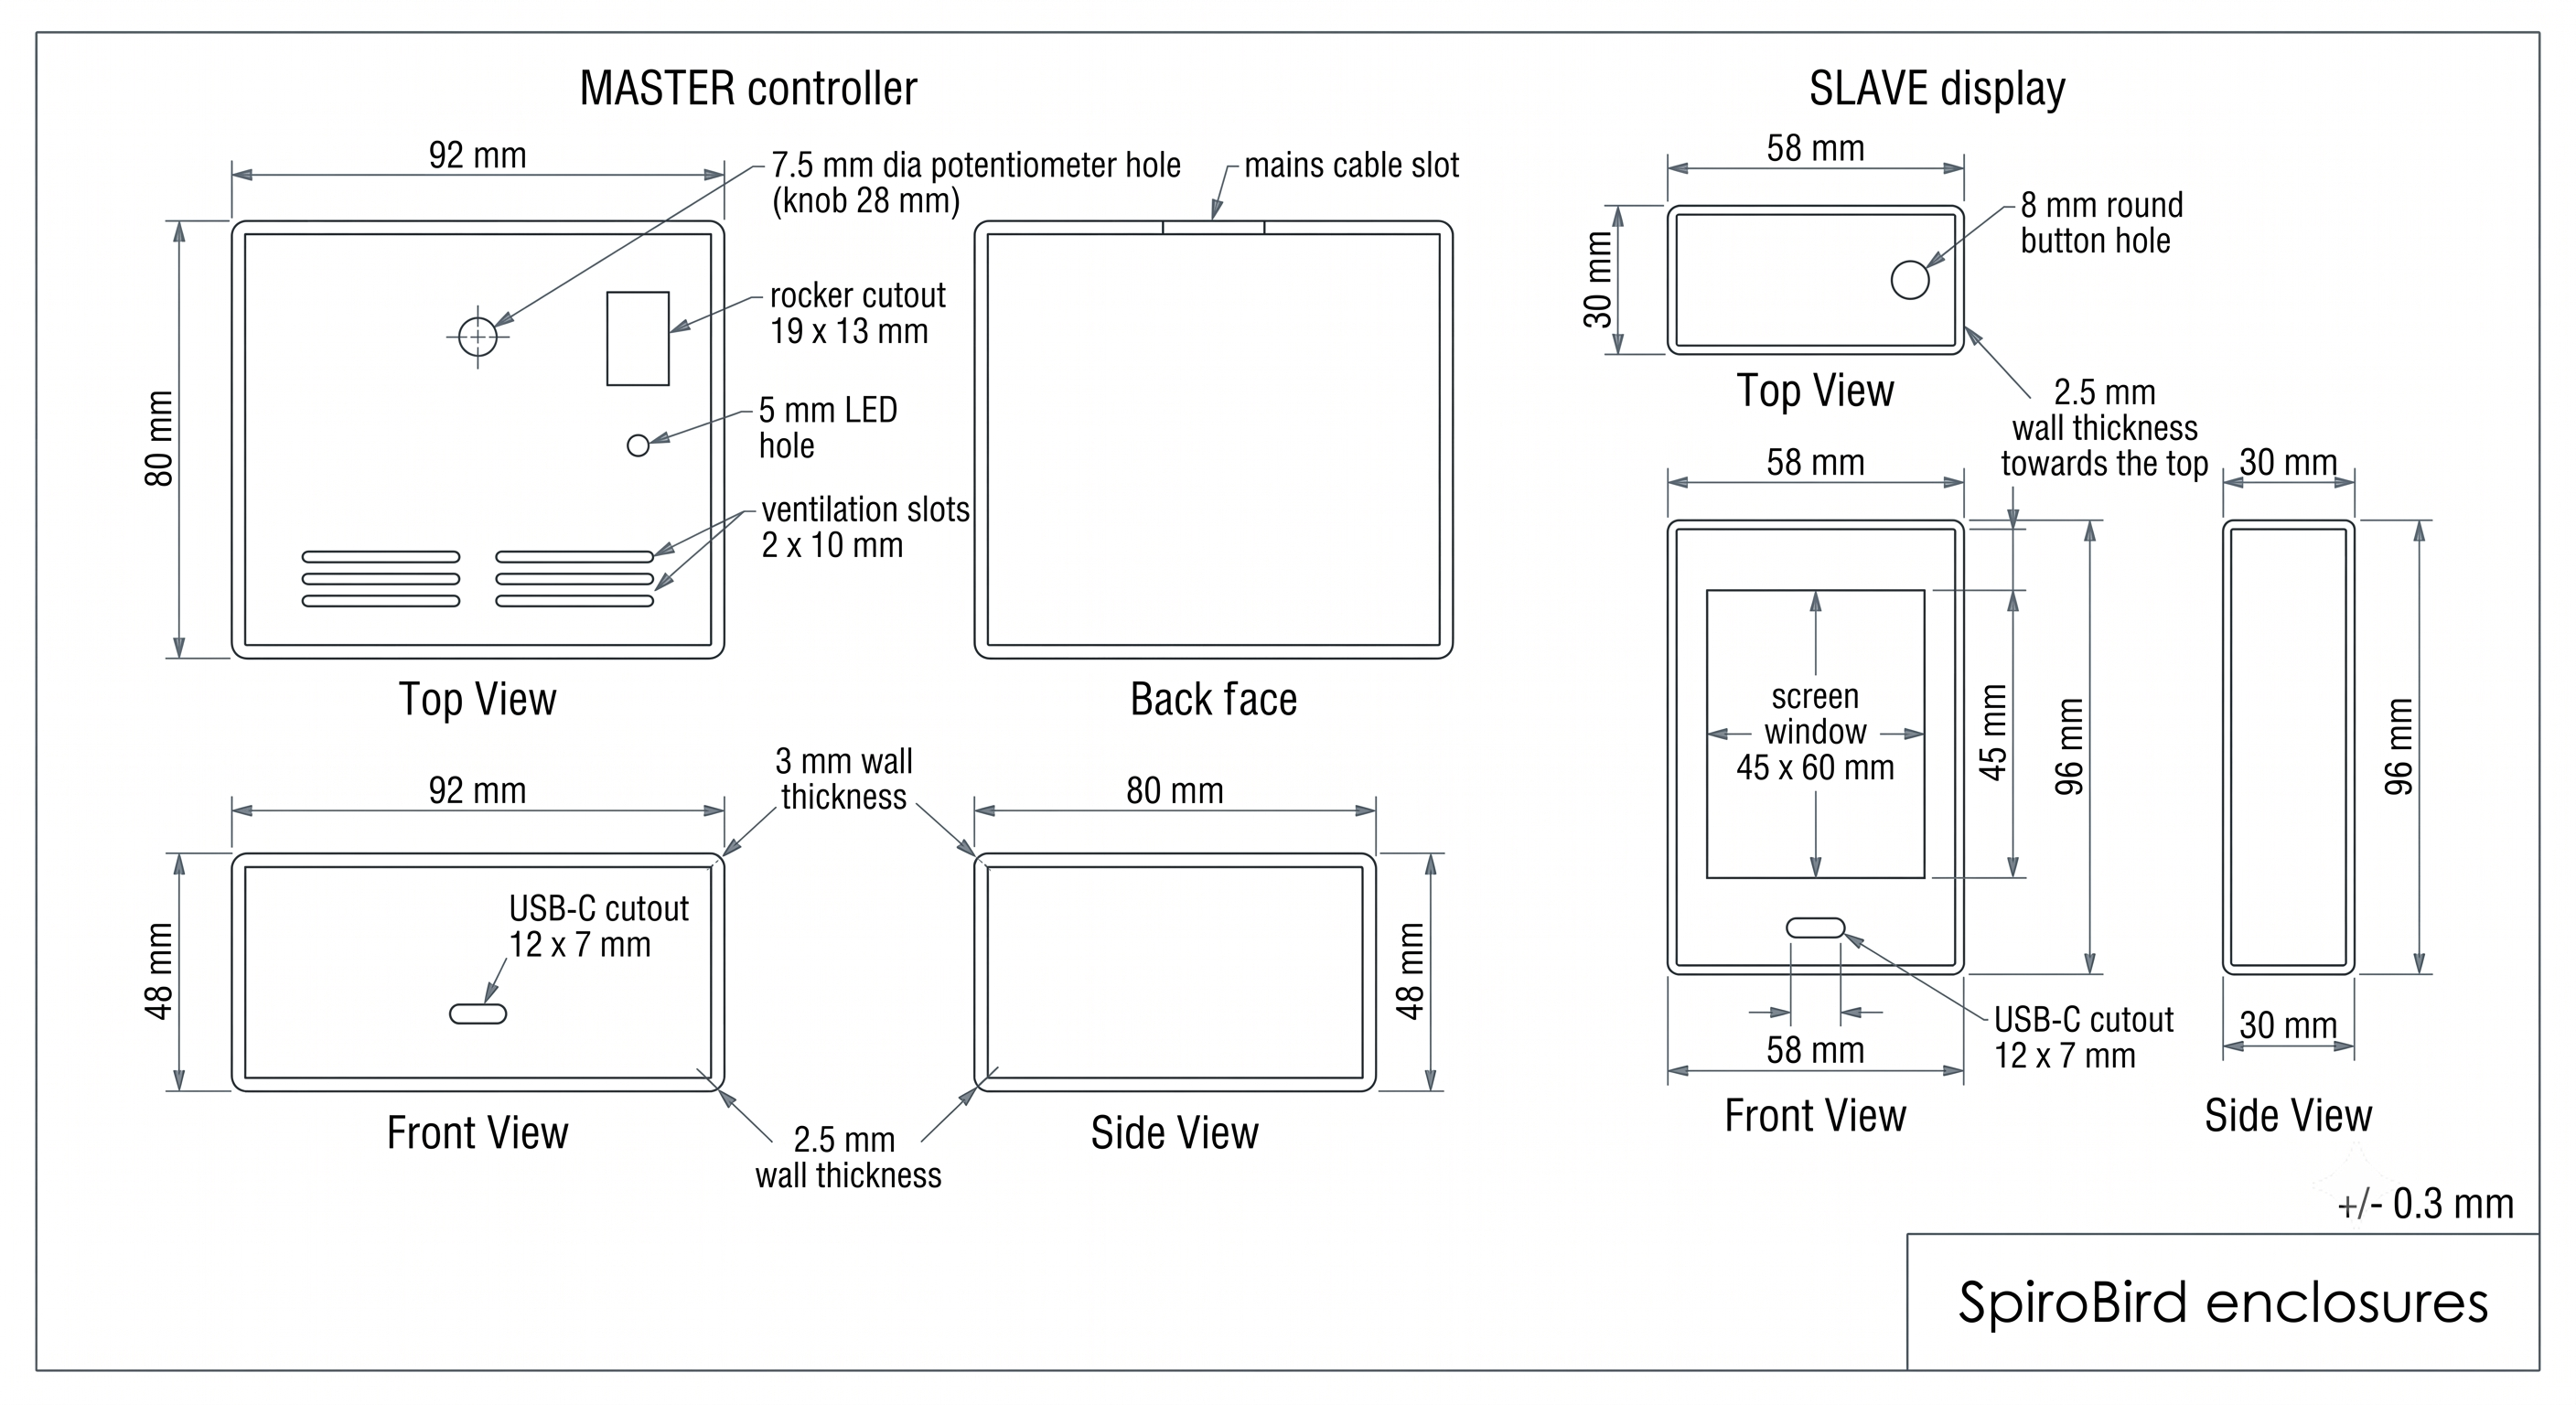 MASTER controller
92 mm
7.5 mm dia potentiometer hole
(knob 28 mm)
rocker cutout
19 x 13 mm
5 mm LED
hole
ventilation slots
2 x 10 mm
80 mm
Top View
mains cable slot
Back face
92 mm
3 mm wall
thickness
USB-C cutout
12 x 7 mm
48 mm
Front View
2.5 mm
wall thickness
80 mm
48 mm
Side View
SLAVE display
58 mm
30 mm
8 mm round
button hole
Top View
2.5 mm
wall thickness
towards the top
58 mm
screen
window
45 x 60 mm
45 mm
96 mm
USB-C cutout
12 x 7 mm
58 mm
Front View
30 mm
96 mm
30 mm
Side View
+/- 0.3 mm
SpiroBird enclosures